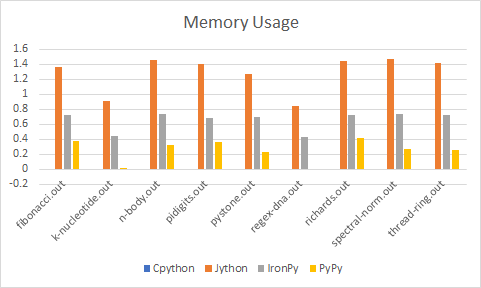 Memory Usage
1.6
1.4
1.2
1
0.8
0.6
0.4
0.2
0
-0.2
fibonacci.out
k-nucleotide.out
n-body.out
pidigits.out
pystone.out
regex-dna.out
richards.out
spectral-norm.out
thread-ring.out
Cpython Jython IronPy PyPy